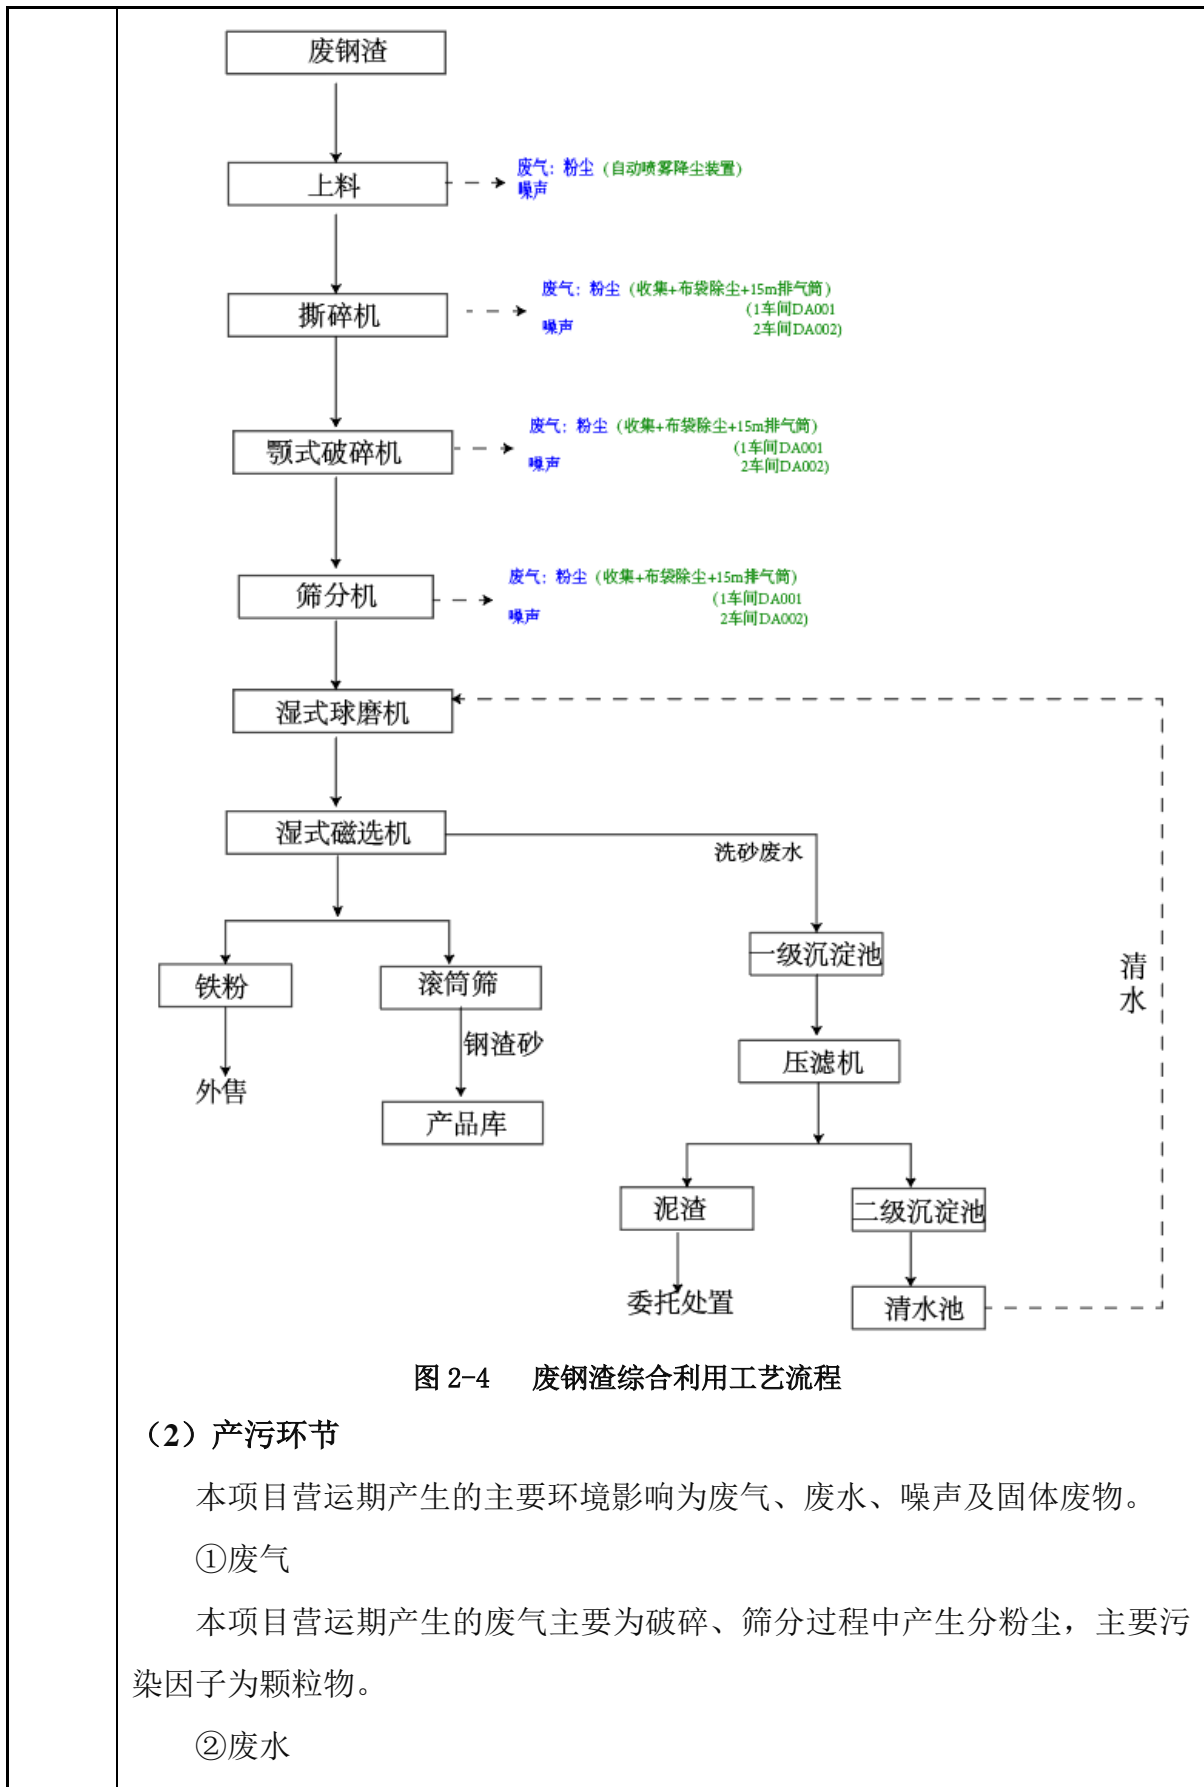 废钢渣
上料
废气：粉尘（自动喷雾降尘装置）
噪声
撕碎机
废气：粉尘（收集+布袋除尘+15m排气筒）
（1车间DA001
噪声
2车间DA002)
颚式破碎机
废气：粉尘（收集+布袋除尘+15m排气筒）
（1车间DA001
噪声
2车间DA002)
筛分机
废气：粉尘（收集+布袋除尘+15m排气筒）
（1车间DA001
噪声
2车间DA002)
湿式球磨机
湿式磁选机
洗砂废水
一级沉淀池
清水
铁粉
滚筒筛
钢渣砂
压滤机
外售
产品库
泥渣
二级沉淀池
委托处置
清水池
图 2-4 废钢渣综合利用工艺流程
（2）产污环节
本项目营运期产生的主要环境影响为废气、废水、噪声及固体废物。
①废气
本项目营运期产生的废气主要为破碎、筛分过程中产生分粉尘，主要污
染因子为颗粒物。
②废水